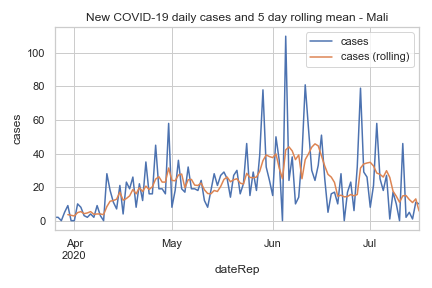 New COVID-19 daily cases and 5 day rolling mean - Mali
cases
cases (rolling)
100
80
60
40
20
0
cases
Apr
2020
May
Jun
Jul
dateRep